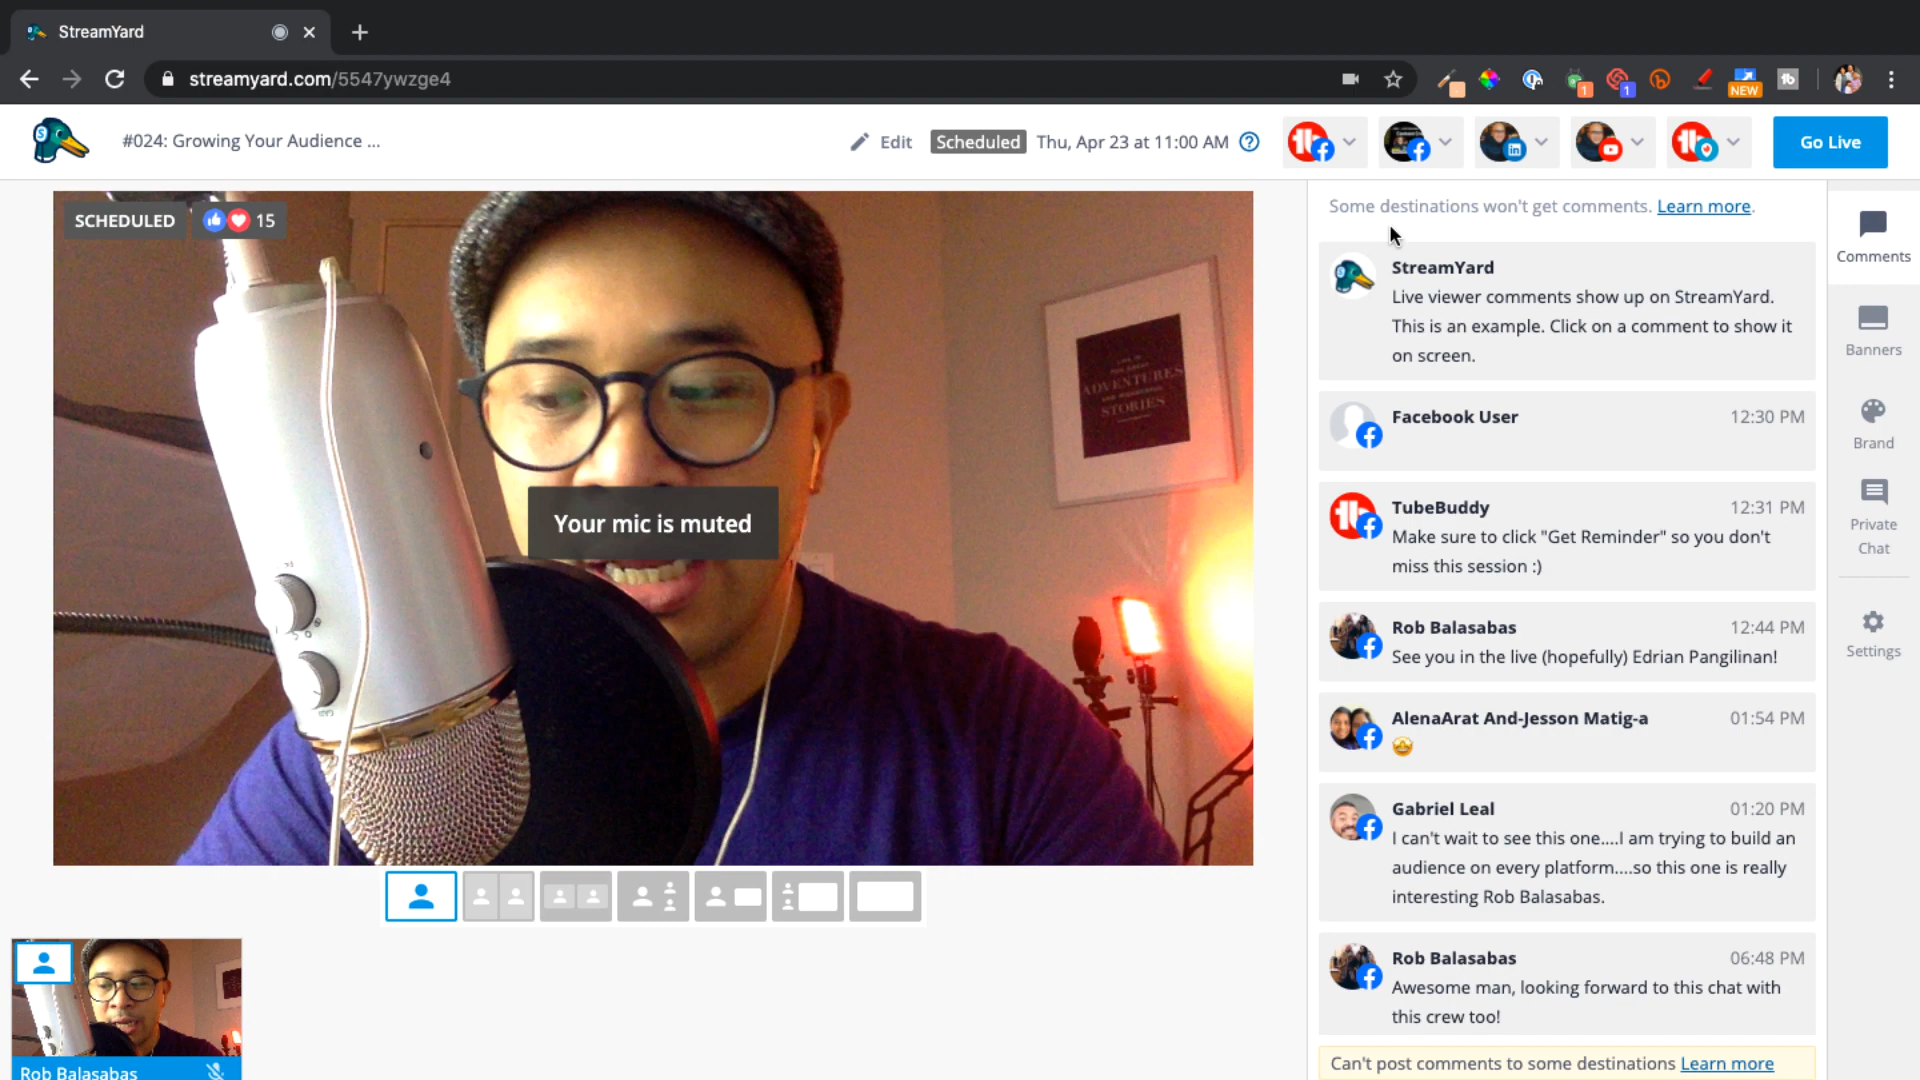 StreamYard
streamyard.com/5547ywzge4
1
1
NEW
#024: Growing Your Audience ...
Edit
Scheduled
Thu, Apr 23 at 11:00 AM
Go Live
SCHEDULED
15
ADVENTURES
STORIES
Your mic is muted
Rob Balasabas
Some destinations won't get comments. Learn more.
StreamYard
Live viewer comments show up on StreamYard.
This is an example. Click on a comment to show it
on screen.
Facebook User 12:30 PM
TubeBuddy 12:31 PM
Make sure to click "Get Reminder" so you don't
miss this session :)
Rob Balasabas 12:44 PM
See you in the live (hopefully) Edrian Pangilinan!
AlenaArat And-Jesson Matig-a 01:54 PM
🤩
Gabriel Leal 01:20 PM
I can't wait to see this one....I am trying to build an
audience on every platform....so this one is really
interesting Rob Balasabas.
Rob Balasabas 06:48 PM
Awesome man, looking forward to this chat with
this crew too!
Can't post comments to some destinations Learn more
Comments
Banners
Brand
Private
Chat
Settings